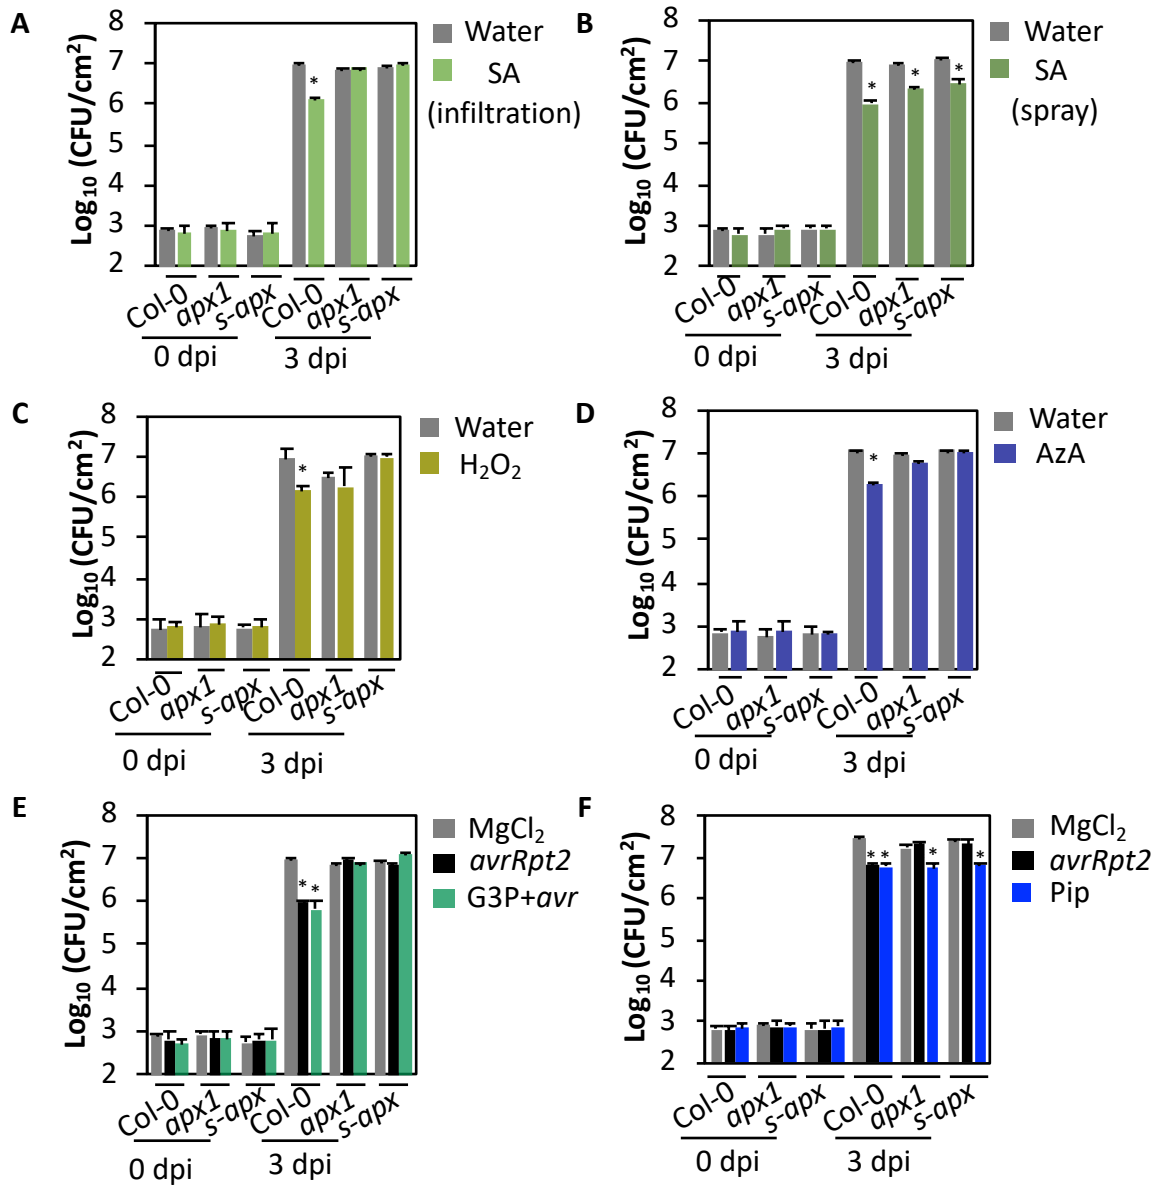 A
Log₁₀ (CFU/cm²)
8
7
6
5
4
3
2
*
Water
SA
(infiltration)
Col-0
apx1
s-apx
Col-0
apx1
s-apx
0 dpi
3 dpi
B
Log₁₀ (CFU/cm²)
8
7
6
5
4
3
2
* * *
Water
SA
(spray)
Col-0
apx1
s-apx
Col-0
apx1
s-apx
0 dpi
3 dpi
C
Log₁₀ (CFU/cm²)
8
7
6
5
4
3
2
*
Water
H₂O₂
Col-0
apx1
s-apx
Col-0
apx1
s-apx
0 dpi
3 dpi
D
Log₁₀ (CFU/cm²)
8
7
6
5
4
3
2
*
Water
AzA
Col-0
apx1
s-apx
Col-0
apx1
s-apx
0 dpi
3 dpi
E
Log₁₀ (CFU/cm²)
8
7
6
5
4
3
2
* *
MgCl₂
avrRpt2
G3P+avr
Col-0
apx1
s-apx
Col-0
apx1
s-apx
0 dpi
3 dpi
F
Log₁₀ (CFU/cm²)
8
7
6
5
4
3
2
* * * *
MgCl₂
avrRpt2
Pip
Col-0
apx1
s-apx
Col-0
apx1
s-apx
0 dpi
3 dpi